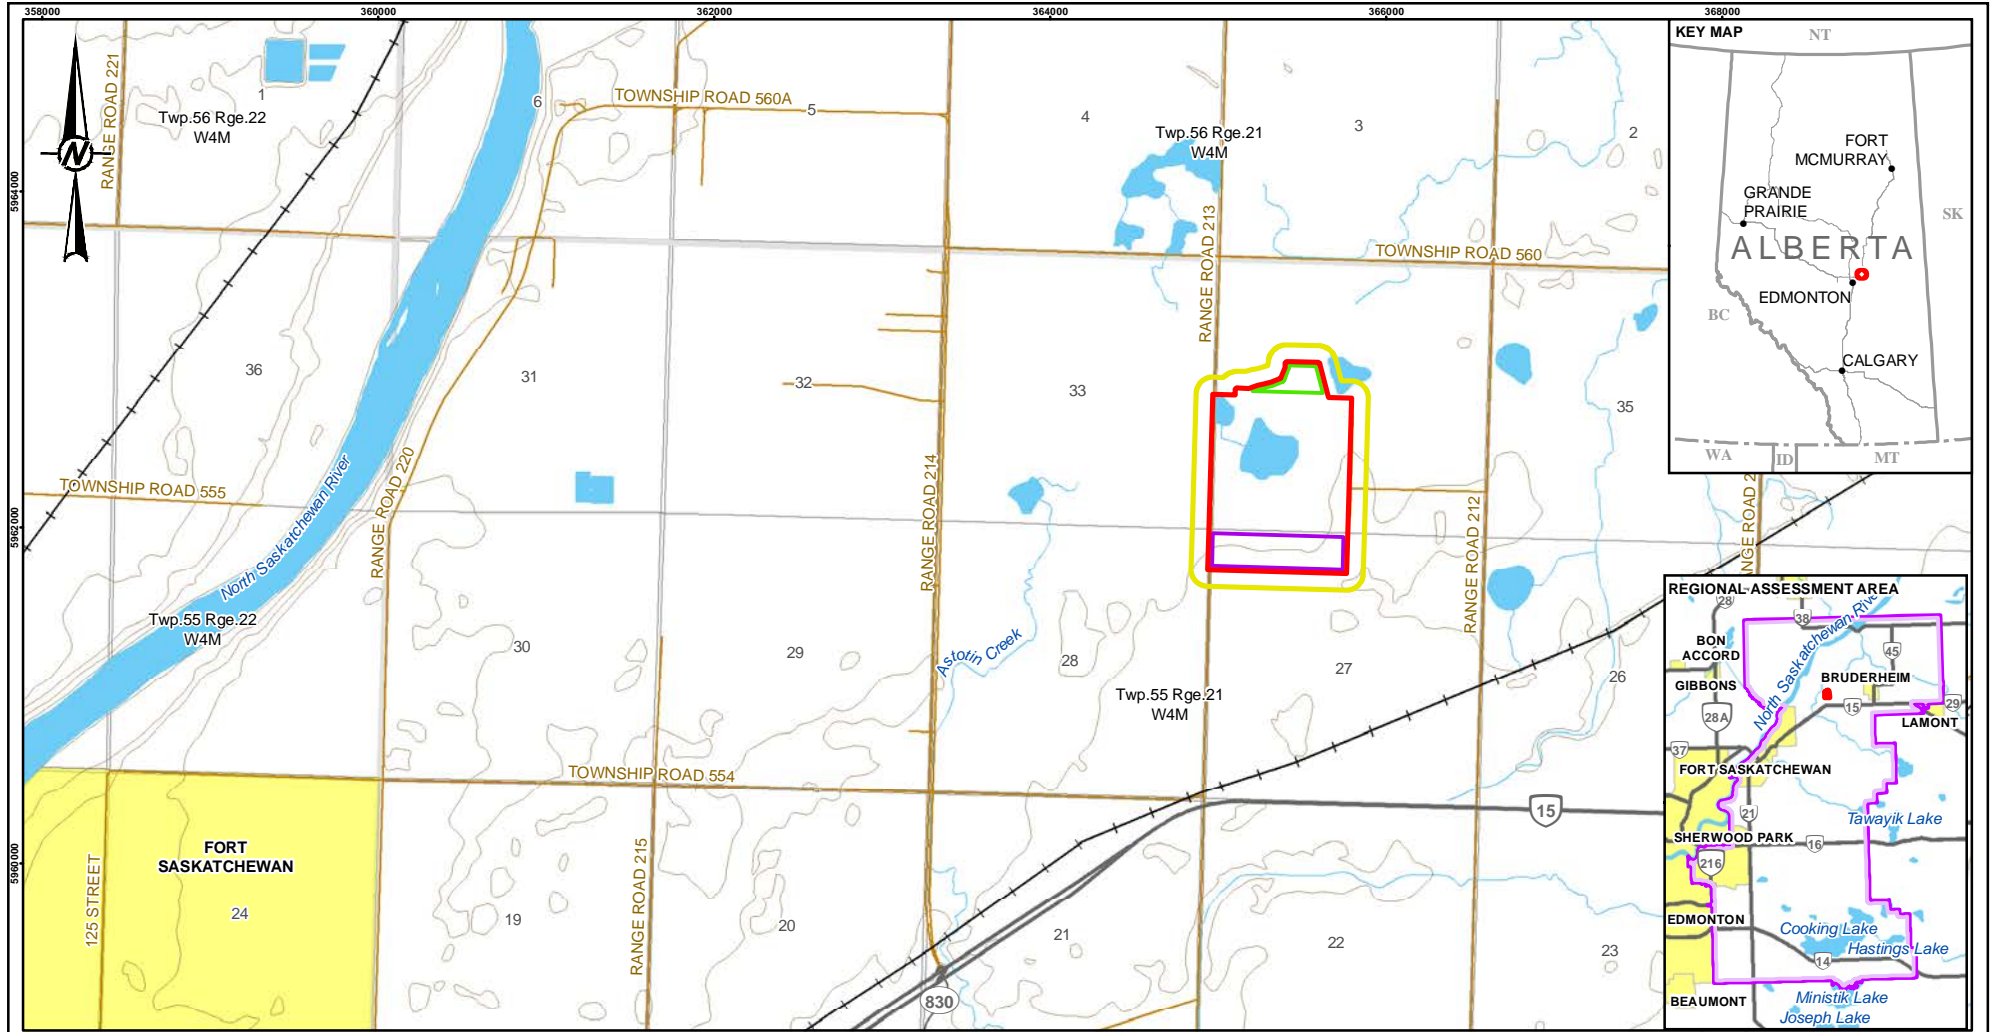 358000
360000
362000
364000
366000
368000
5964000
5962000
5960000
N
RANGE ROAD 221
1
Twp.56 Rge.22
W4M
6
TOWNSHIP ROAD 560A
5
4
Twp.56 Rge.21
W4M
3
2
RANGE ROAD 213
TOWNSHIP ROAD 560
36
31
32
33
35
TOWNSHIP ROAD 555
North Saskatchewan River
RANGE ROAD 220
RANGE ROAD 214
RANGE ROAD 212
Twp.55 Rge.22
W4M
30
29
Astotin Creek
28
27
26
Twp.55 Rge.21
W4M
TOWNSHIP ROAD 554
15
FORT
SASKATCHEWAN
24
125 STREET
RANGE ROAD 215
19
20
21
22
23
830
KEY MAP
NT
FORT
MCMURRAY
GRANDE
PRAIRIE
SK
ALBERTA
EDMONTON
BC
CALGARY
WA
ID
MT
REGIONAL ASSESSMENT AREA
28
38
North Saskatchewan River
BON
ACCORD
45
GIBBONS
BRUDERHEIM
28A
15
29
LAMONT
37
FORT SASKATCHEWAN
21
Tawayik Lake
SHERWOOD PARK
16
216
EDMONTON
Cooking Lake
Hastings Lake
14
BEAUMONT
Ministik Lake
Joseph Lake